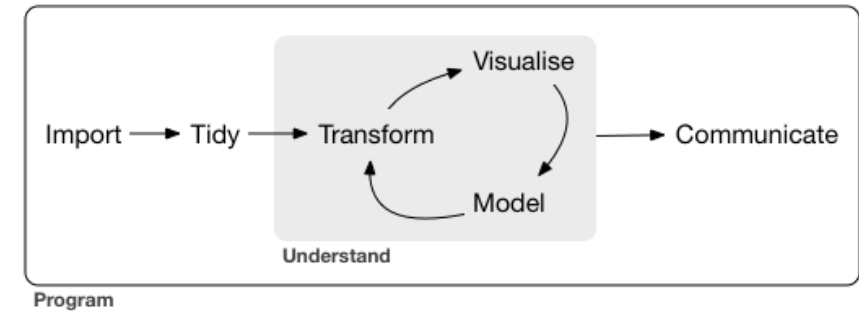 Visualise
Import Tidy Transform Communicate
Model
Understand
Program